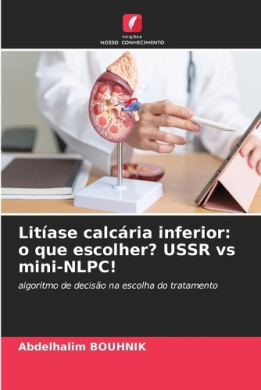 edições
NOSSO CONHECIMENTO
Litíase calcária inferior:
o que escolher? USSR vs
mini-NLPC!
algoritmo de decisão na escolha do tratamento
Abdelhalim BOUHNIK